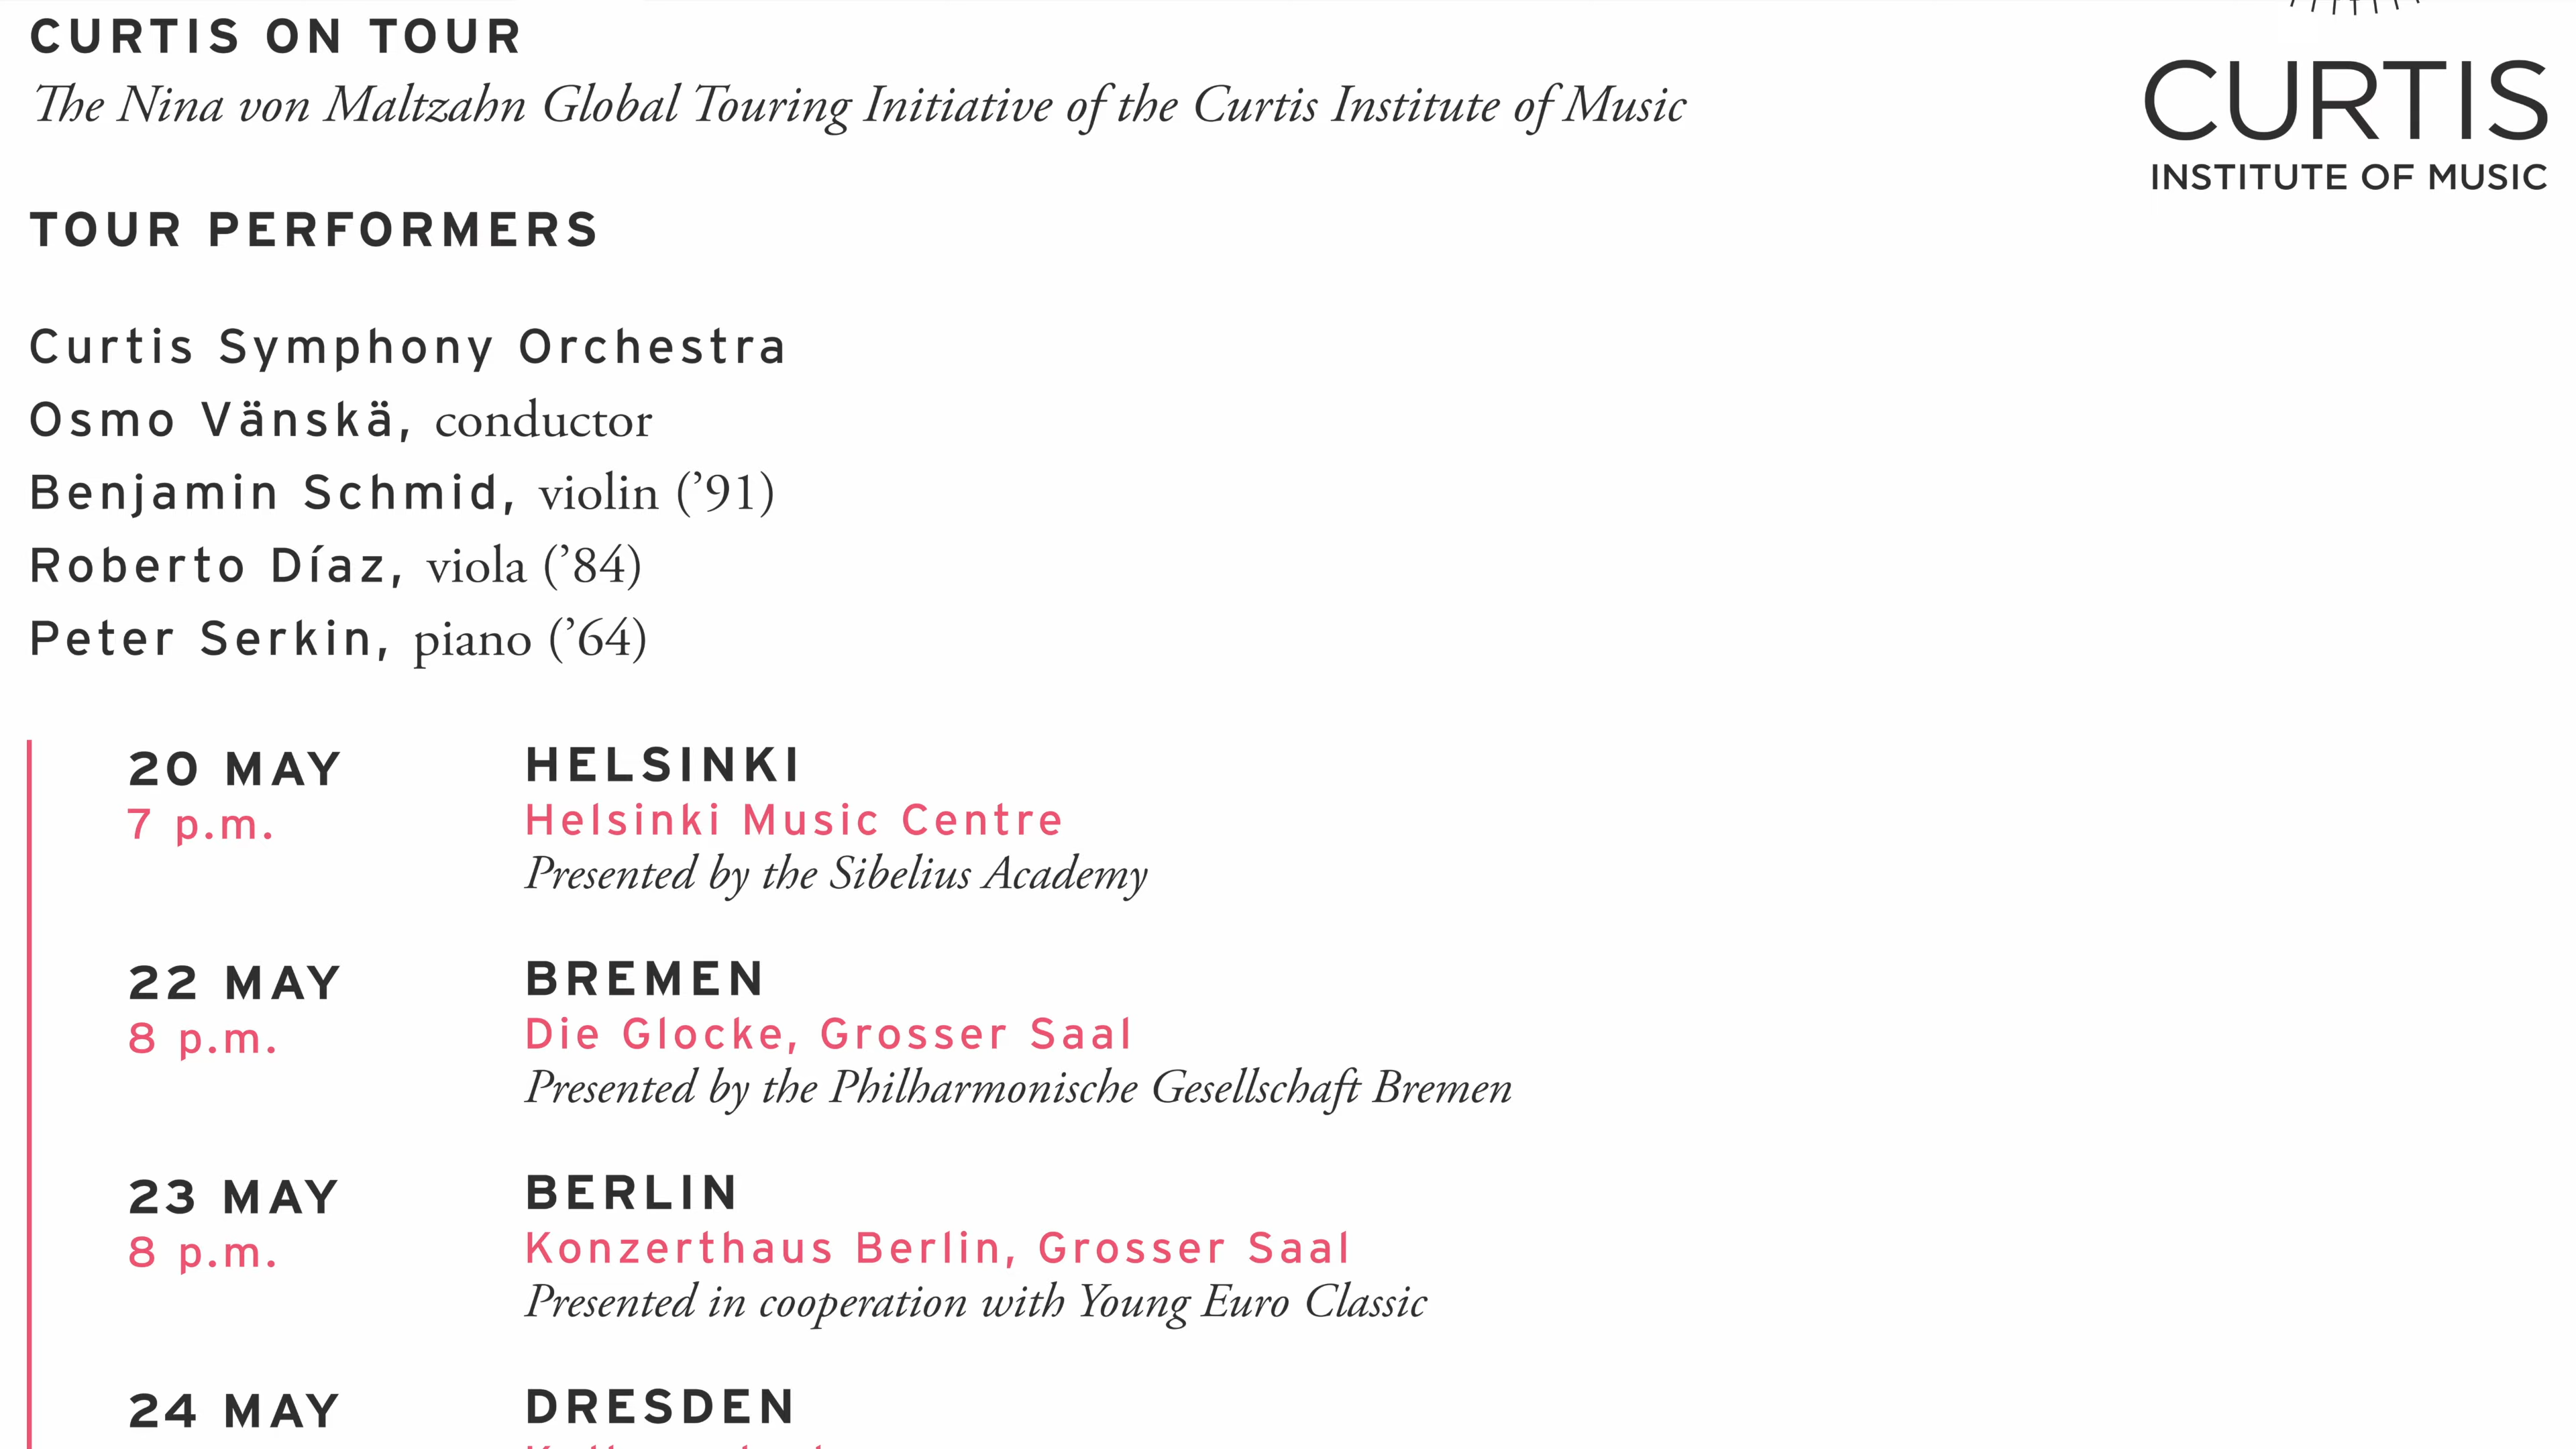 CURTIS ON TOUR
The Nina von Maltzahn Global Touring Initiative of the Curtis Institute of Music
CURTIS
INSTITUTE OF MUSIC
TOUR PERFORMERS
Curtis Symphony Orchestra
Osmo Vänskä, conductor
Benjamin Schmid, violin (’91)
Roberto Díaz, viola (’84)
Peter Serkin, piano (’64)
20 MAY
7 p.m.
HELSINKI
Helsinki Music Centre
Presented by the Sibelius Academy
22 MAY
8 p.m.
BREMEN
Die Glocke, Grosser Saal
Presented by the Philharmonische Gesellschaft Bremen
23 MAY
8 p.m.
BERLIN
Konzerthaus Berlin, Grosser Saal
Presented in cooperation with Young Euro Classic
24 MAY
DRESDEN